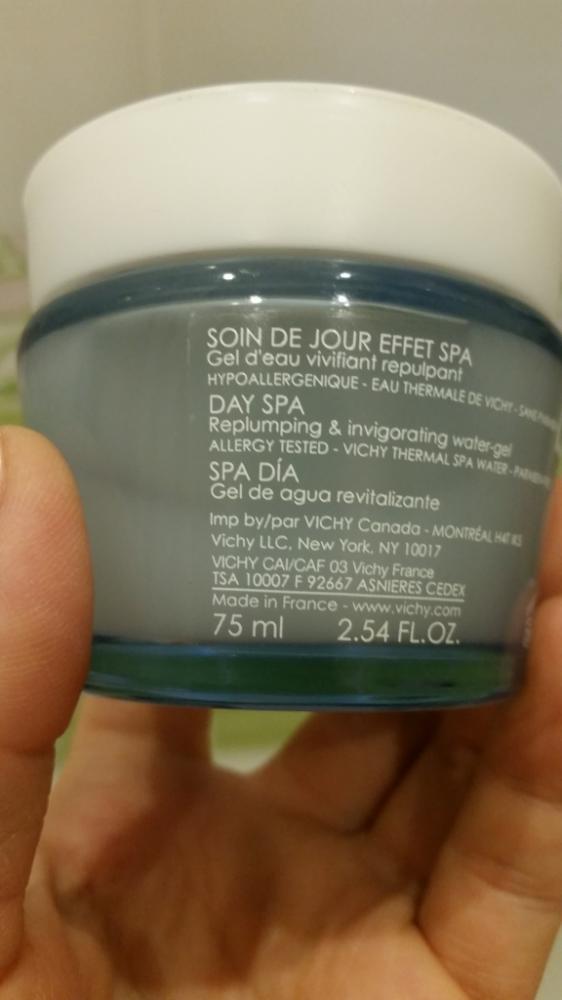 SOIN DE JOUR EFFET SPA
Gel d'eau vivifiant repulpant
HYPOALLERGENIQUE - EAU THERMALE DE VICHY - SANS
DAY SPA
Replumping & invigorating water-gel
ALLERGY TESTED - VICHY THERMAL SPA WATER -
SPA DÍA
Gel de agua revitalizante
Imp by/par VICHY Canada - MONTRÉAL
Vichy LLC, New York, NY 10017
VICHY CAI/CAF 03 Vichy France
TSA 10007 F 92667 ASNIERES CEDEX
Made in France - www.vichy.com
75 ml 2.54 FL.OZ.